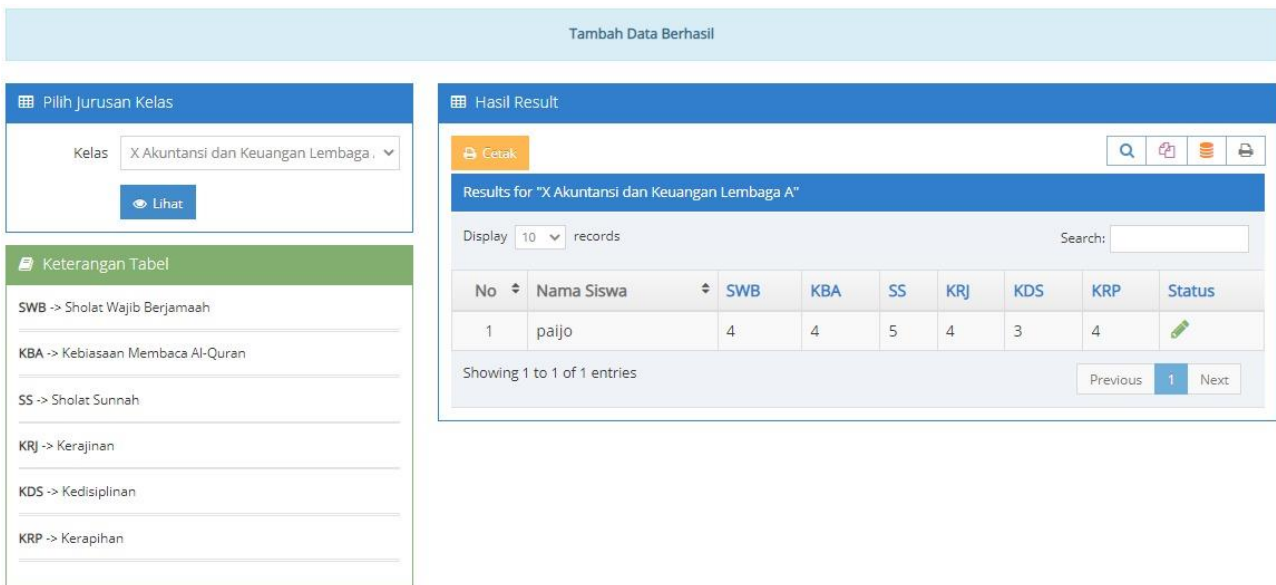 Tambah Data Berhasil
Pilih Jurusan Kelas
Kelas X Akuntansi dan Keuangan Lembaga .
Lihat
Keterangan Tabel
SWB -> Sholat Wajib Berjamaah
KBA -> Kebiasaan Membaca Al-Quran
SS -> Sholat Sunnah
KRJ -> Kerajinan
KDS -> Kedisiplinan
KRP -> Kerapihan
Hasil Result
Cetak
Results for "X Akuntansi dan Keuangan Lembaga A"
Display 10 records Search:
No Nama Siswa SWB KBA SS KRJ KDS KRP Status
1 paijo 4 4 5 4 3 4
Showing 1 to 1 of 1 entries Previous 1 Next